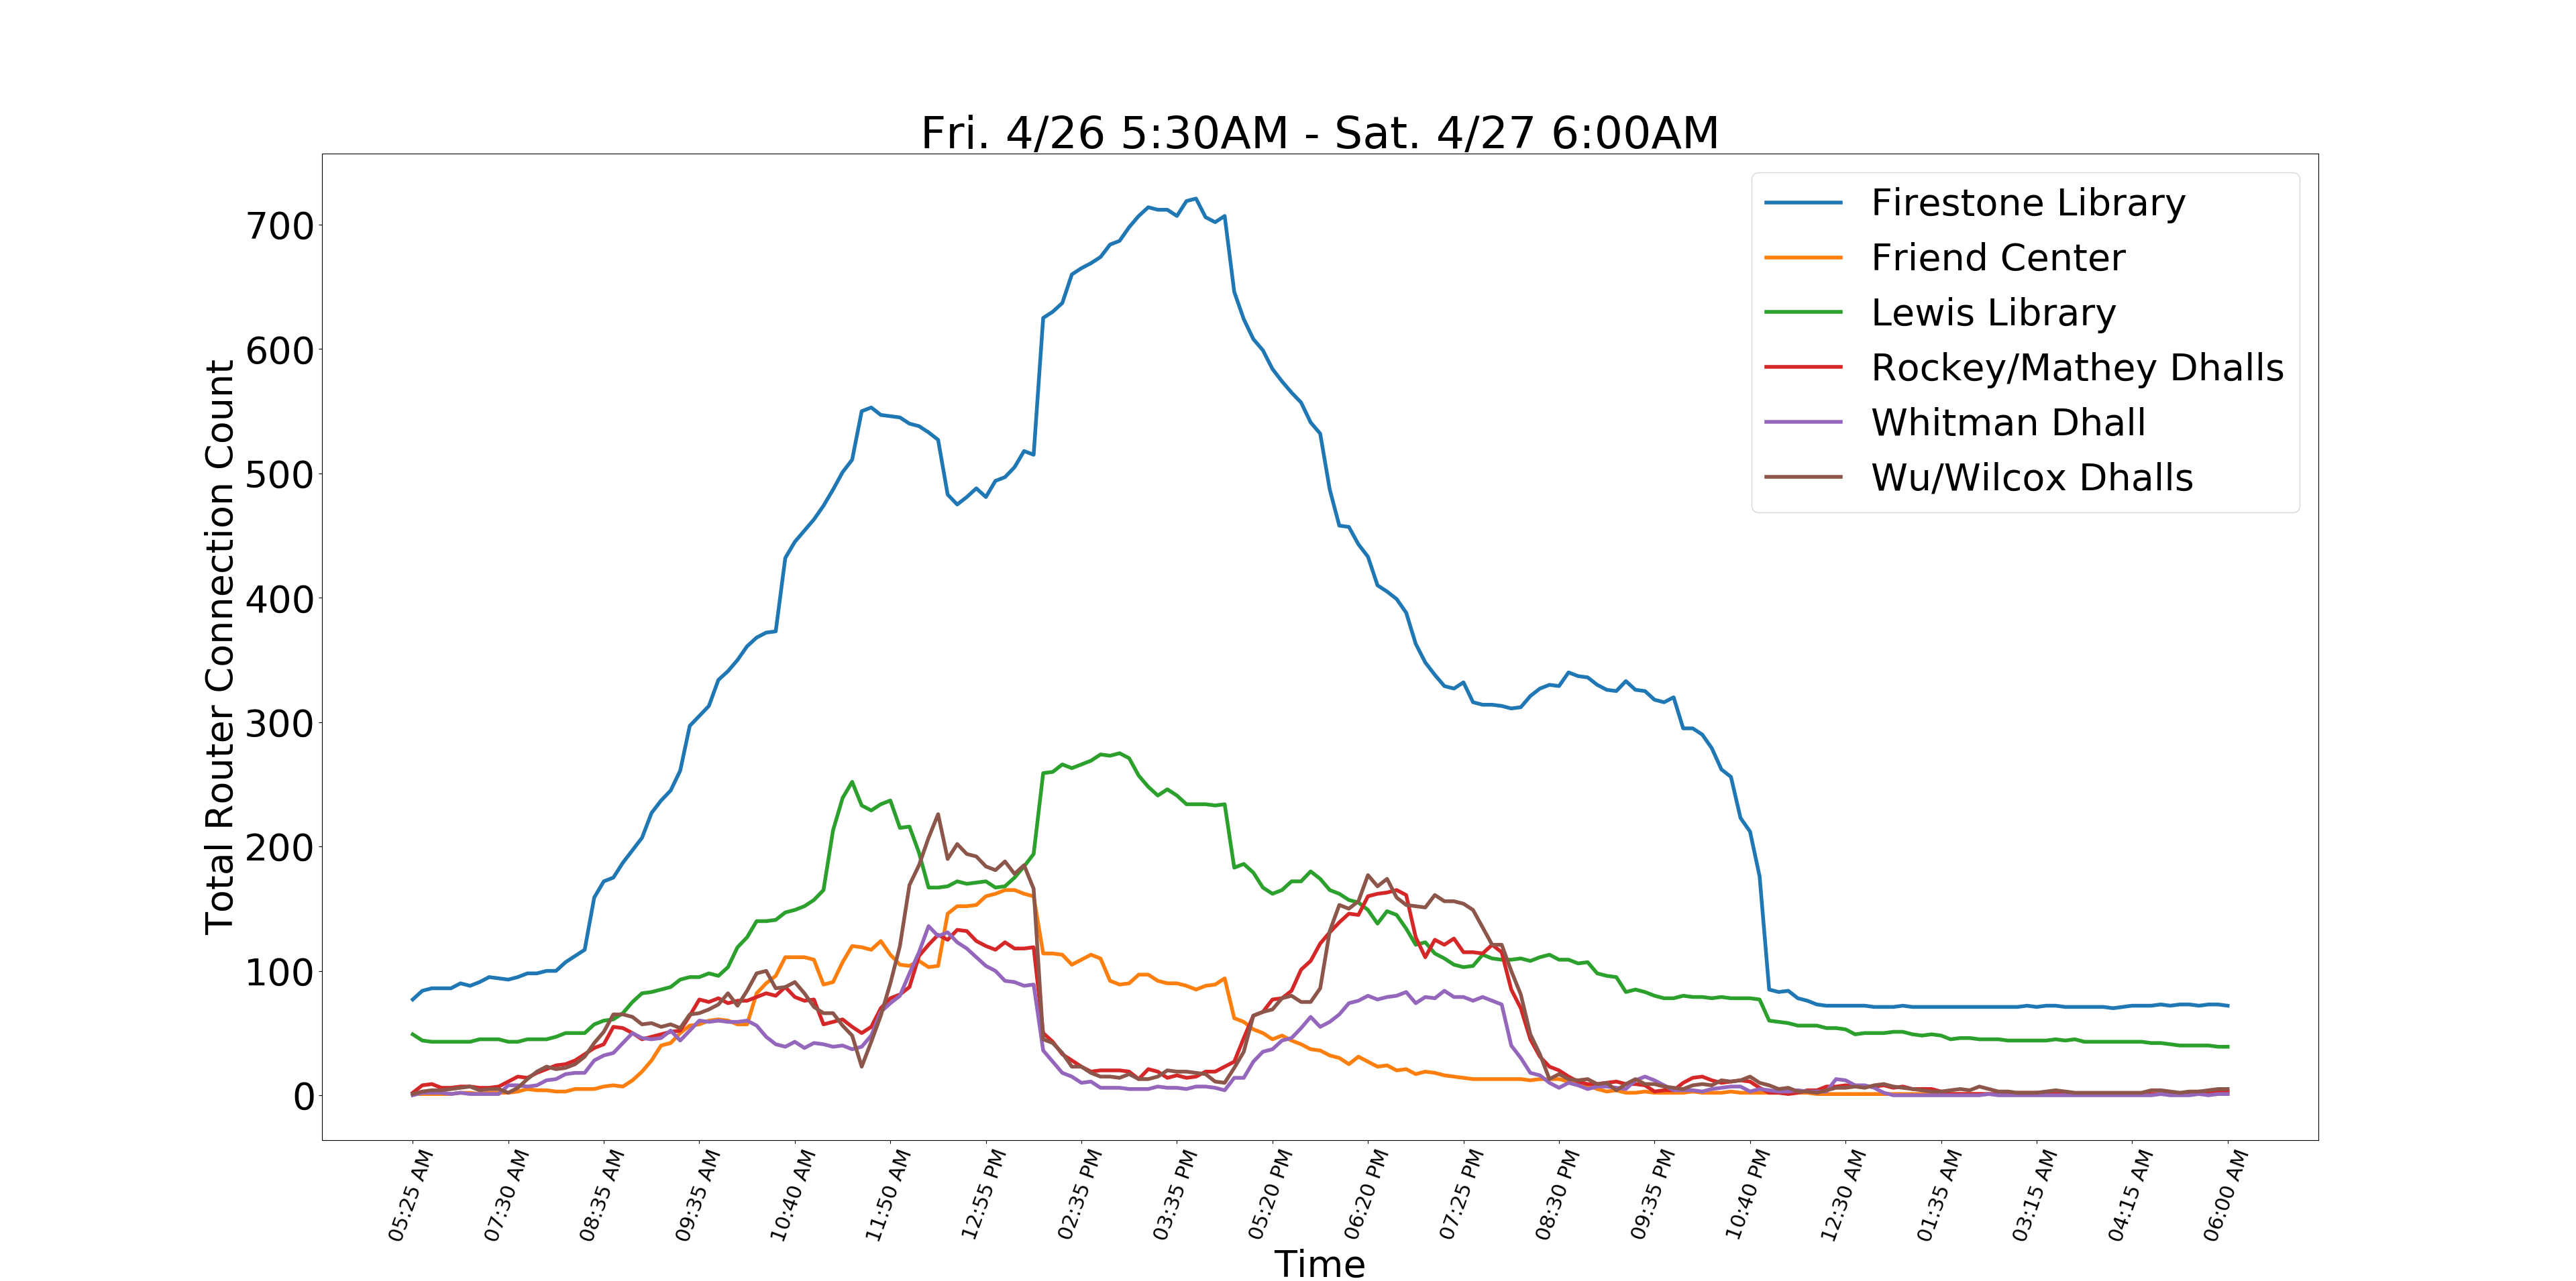 Fri. 4/26 5:30AM - Sat. 4/27 6:00AM
Total Router Connection Count
700
600
500
400
300
200
100
0
Firestone Library
Friend Center
Lewis Library
Rockey/Mathey Dhalls
Whitman Dhall
Wu/Wilcox Dhalls
05:25 AM
07:30 AM
08:35 AM
09:35 AM
10:40 AM
11:50 AM
12:55 PM
02:35 PM
03:35 PM
05:20 PM
06:20 PM
07:25 PM
08:30 PM
09:35 PM
10:40 PM
12:30 AM
01:35 AM
03:15 AM
04:15 AM
06:00 AM
Time